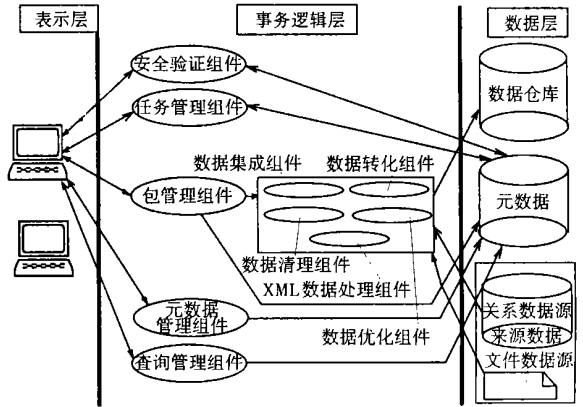 表示层
事务逻辑层
数据层
安全验证组件
任务管理组件
数据仓库
数据集成组件
数据转化组件
包管理组件
元数据
数据清理组件
XML数据处理组件
元数据
管理组件
数据优化组件
查询管理组件
关系数据源
来源数据
文件数据源